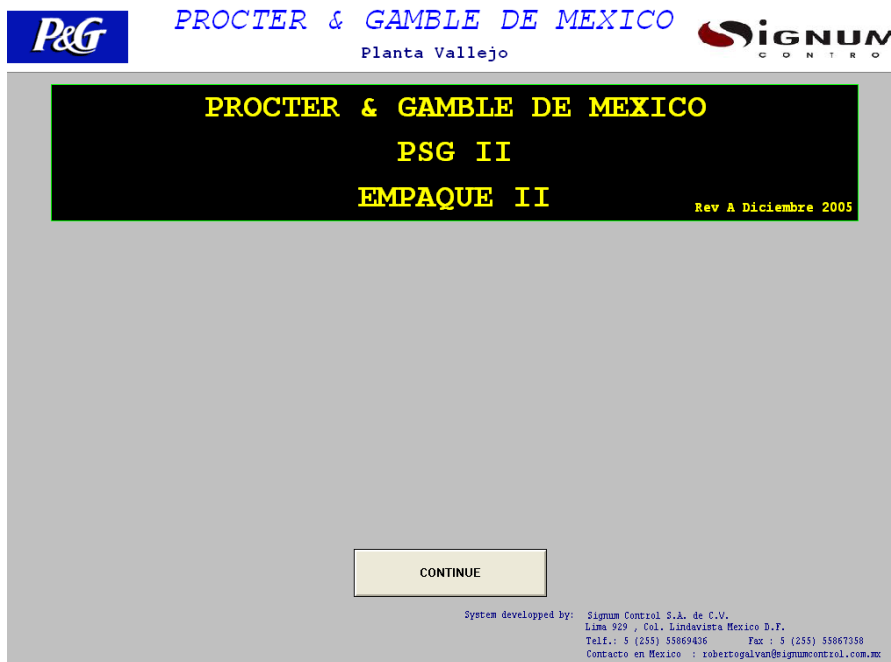 P&G
PROCTER & GAMBLE DE MEXICO
Planta Vallejo
SIGNUM
CONTRO
PROCTER & GAMBLE DE MEXICO
PSG II
EMPAQUE II
Rev A Diciembre 2005
CONTINUE
System developped by: Signum Control S.A. de C.V.
Lima 929 , Col. Lindavista Mexico D.F.
Telf.: 5 (255) 55869436 Fax : 5 (255) 55867358
Contacto en Mexico : robertogalvan@signumcontrol.com.mx